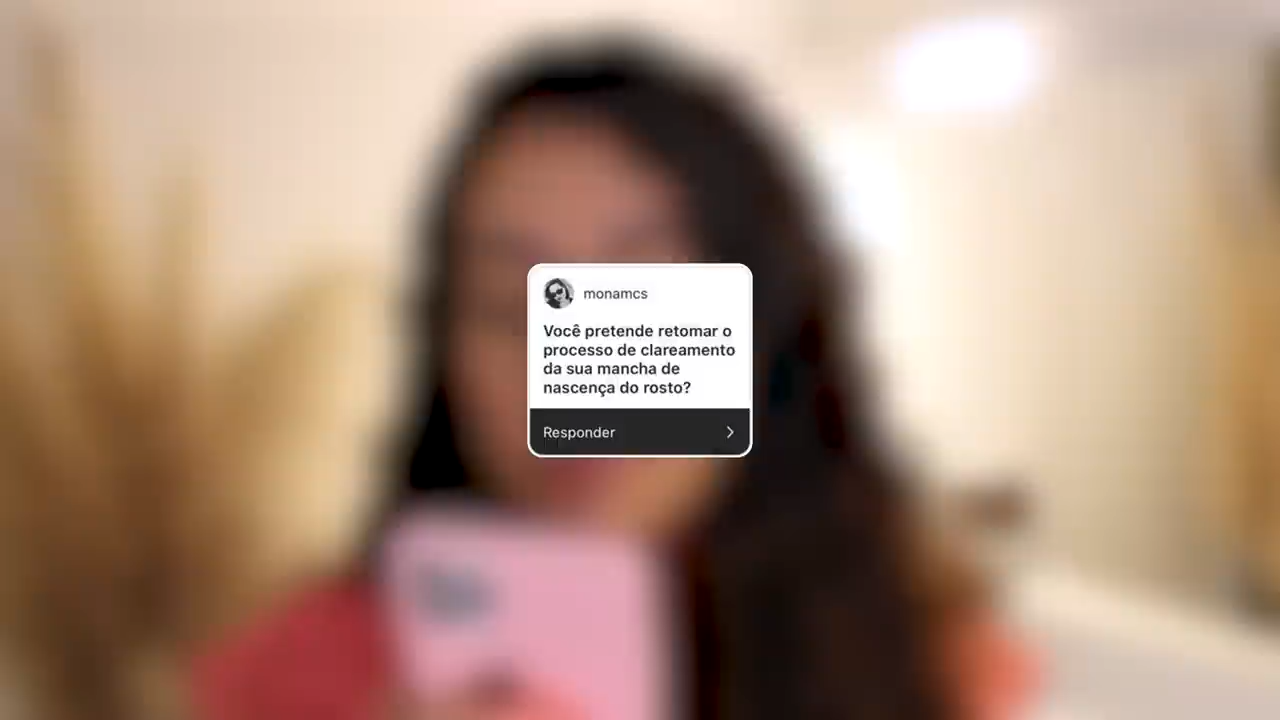 monamcs
Você pretende retomar o
processo de clareamento
da sua mancha de
nascença do rosto?
Responder